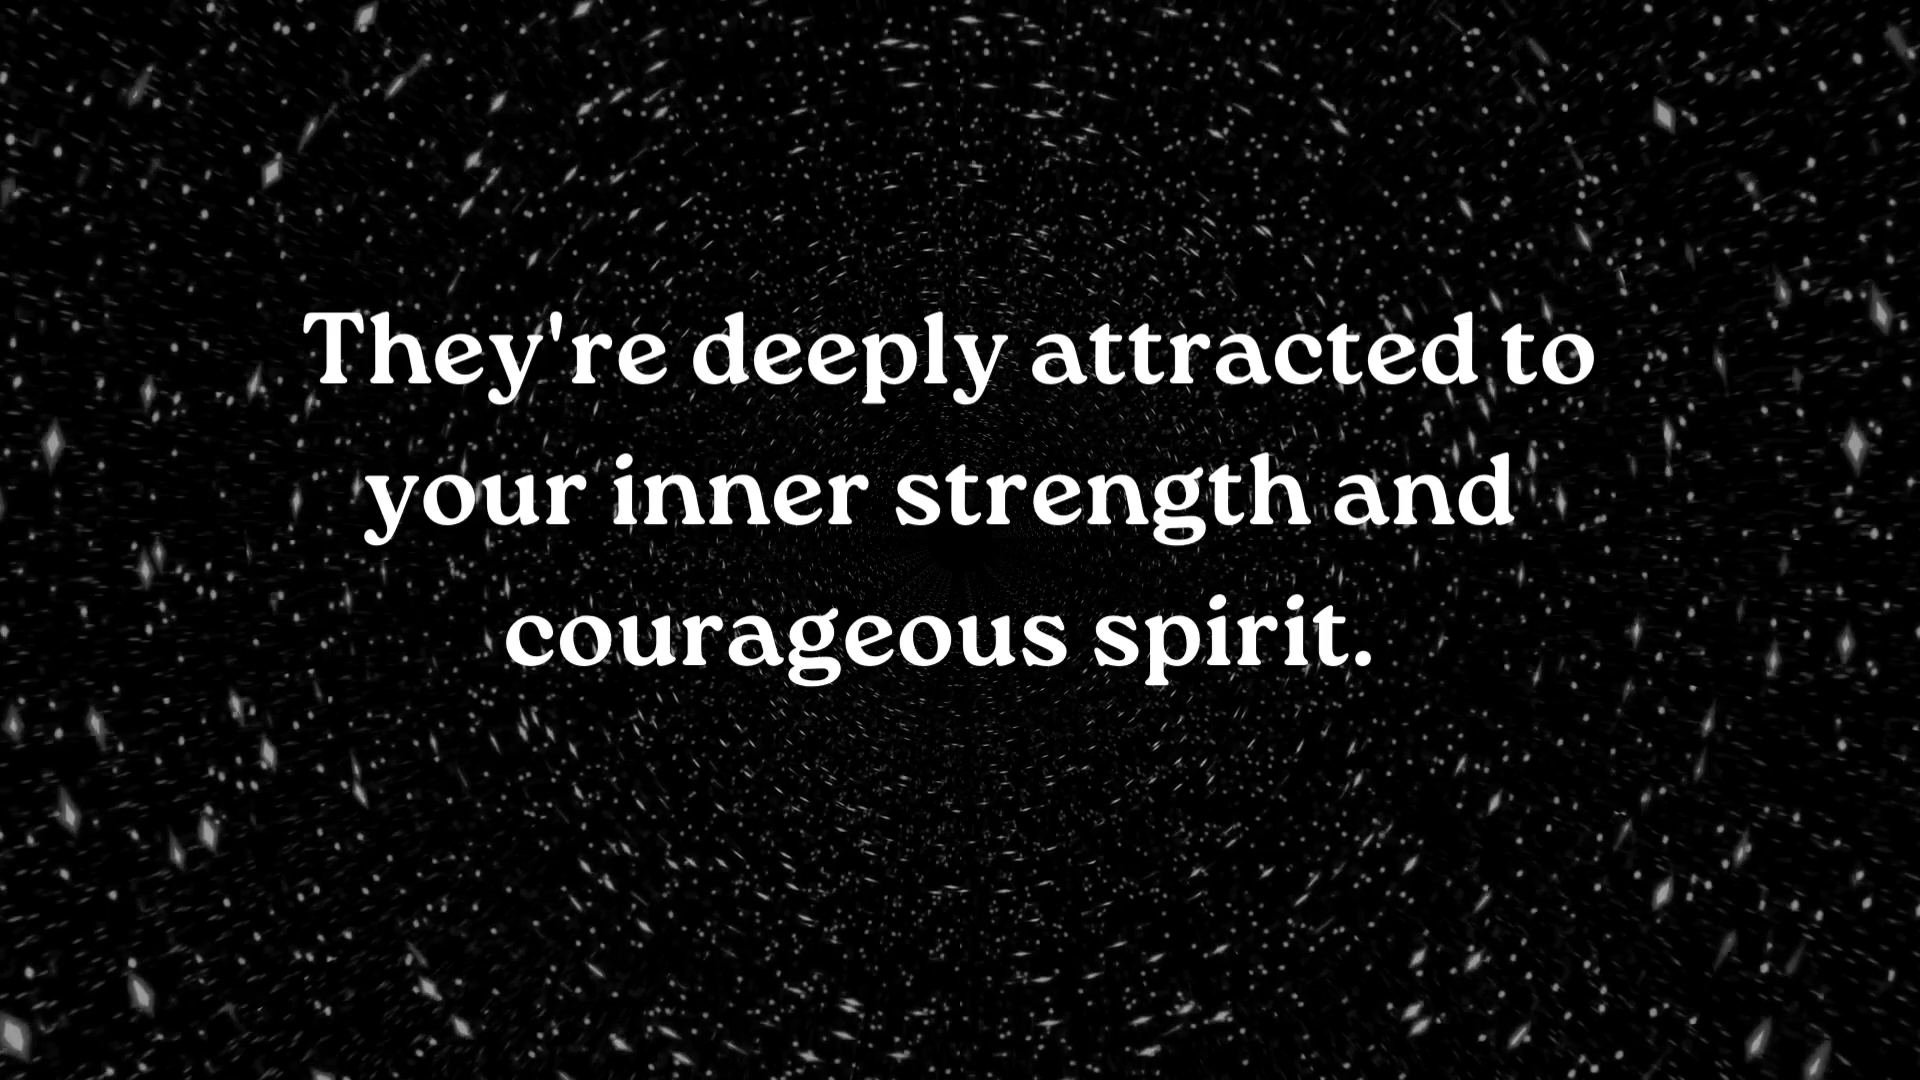 They're deeply attracted to
your inner strength and
courageous spirit.